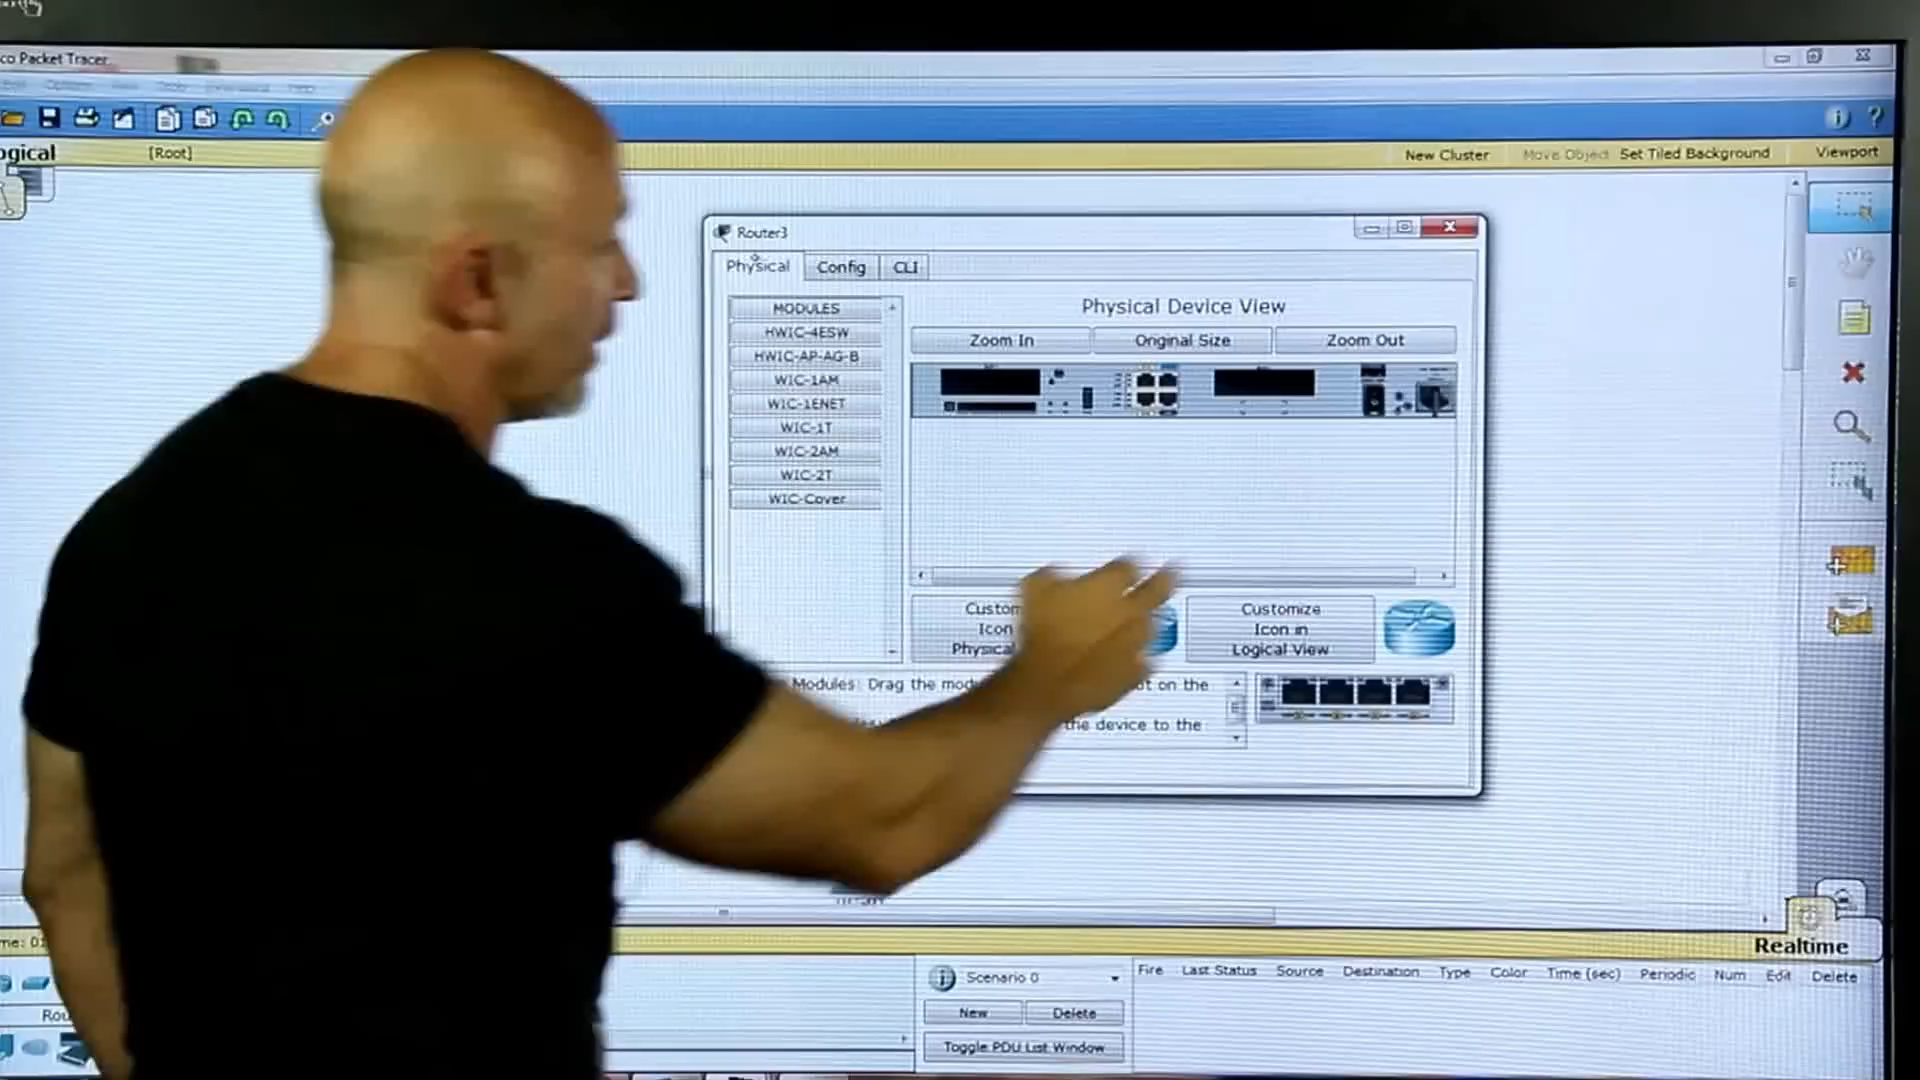 co Packet Tracer
ogical
[Root]
New Cluster
Move Object
Set Tiled Background
Viewport
Router3
Physical
Config
CLI
MODULES
HWIC-4ESW
HWIC-AP-AG-B
WIC-1AM
WIC-1ENET
WIC-1T
WIC-2AM
WIC-2T
WIC-Cover
Physical Device View
Zoom In
Original Size
Zoom Out
Custom
Icon
Physical
Customize
Icon in
Logical View
Modules: Drag the mod
ot on the
the device to the
Realtime
Scenario 0
New
Delete
Toggle PDU List Window
Fire
Last Status
Source
Destination
Type
Color
Time (sec)
Periodic
Num
Edit
Delete
Rou